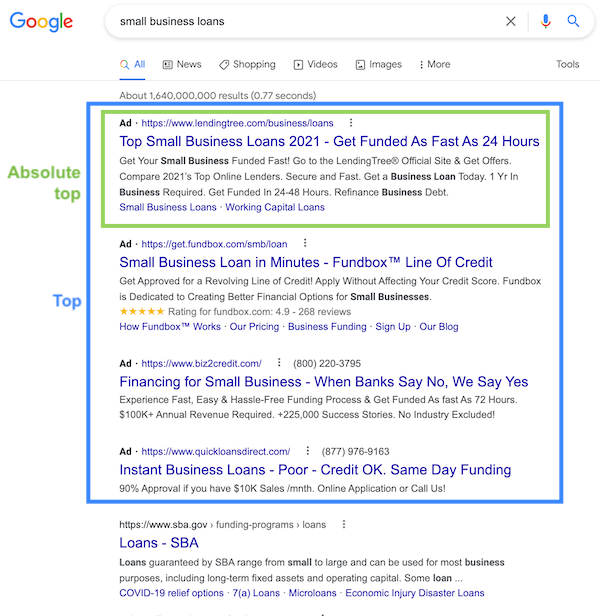 Google
small business loans
All
News
Shopping
Videos
Images
More
Tools
About 1,640,000,000 results (0.77 seconds)
Absolute
top
Ad · https://www.lendingtree.com/business/loans
Top Small Business Loans 2021 - Get Funded As Fast As 24 Hours
Get Your Small Business Funded Fast! Go to the LendingTree® Official Site & Get Offers.
Compare 2021's Top Online Lenders. Secure and Fast. Get a Business Loan Today. 1 Yr In
Business Required. Get Funded In 24-48 Hours. Refinance Business Debt.
Small Business Loans · Working Capital Loans
Top
Ad · https://get.fundbox.com/smb/loan
Small Business Loan in Minutes - Fundbox™ Line Of Credit
Get Approved for a Revolving Line of Credit! Apply Without Affecting Your Credit Score. Fundbox
is Dedicated to Creating Better Financial Options for Small Businesses.
★★★★★ Rating for fundbox.com: 4.9 - 268 reviews
How Fundbox™ Works · Our Pricing · Business Funding · Sign Up · Our Blog
Ad · https://www.biz2credit.com/ (800) 220-3795
Financing for Small Business - When Banks Say No, We Say Yes
Experience Fast, Easy & Hassle-Free Funding Process & Get Funded As fast As 72 Hours.
$100K+ Annual Revenue Required. +225,000 Success Stories. No Industry Excluded!
Ad · https://www.quickloansdirect.com/ (877) 976-9163
Instant Business Loans - Poor - Credit OK. Same Day Funding
90% Approval if you have $10K Sales /mnth. Online Application or Call Us!
https://www.sba.gov › funding-programs › loans
Loans - SBA
Loans guaranteed by SBA range from small to large and can be used for most business
purposes, including long-term fixed assets and operating capital. Some loan ...
COVID-19 relief options · 7(a) Loans · Microloans · Economic Injury Disaster Loans